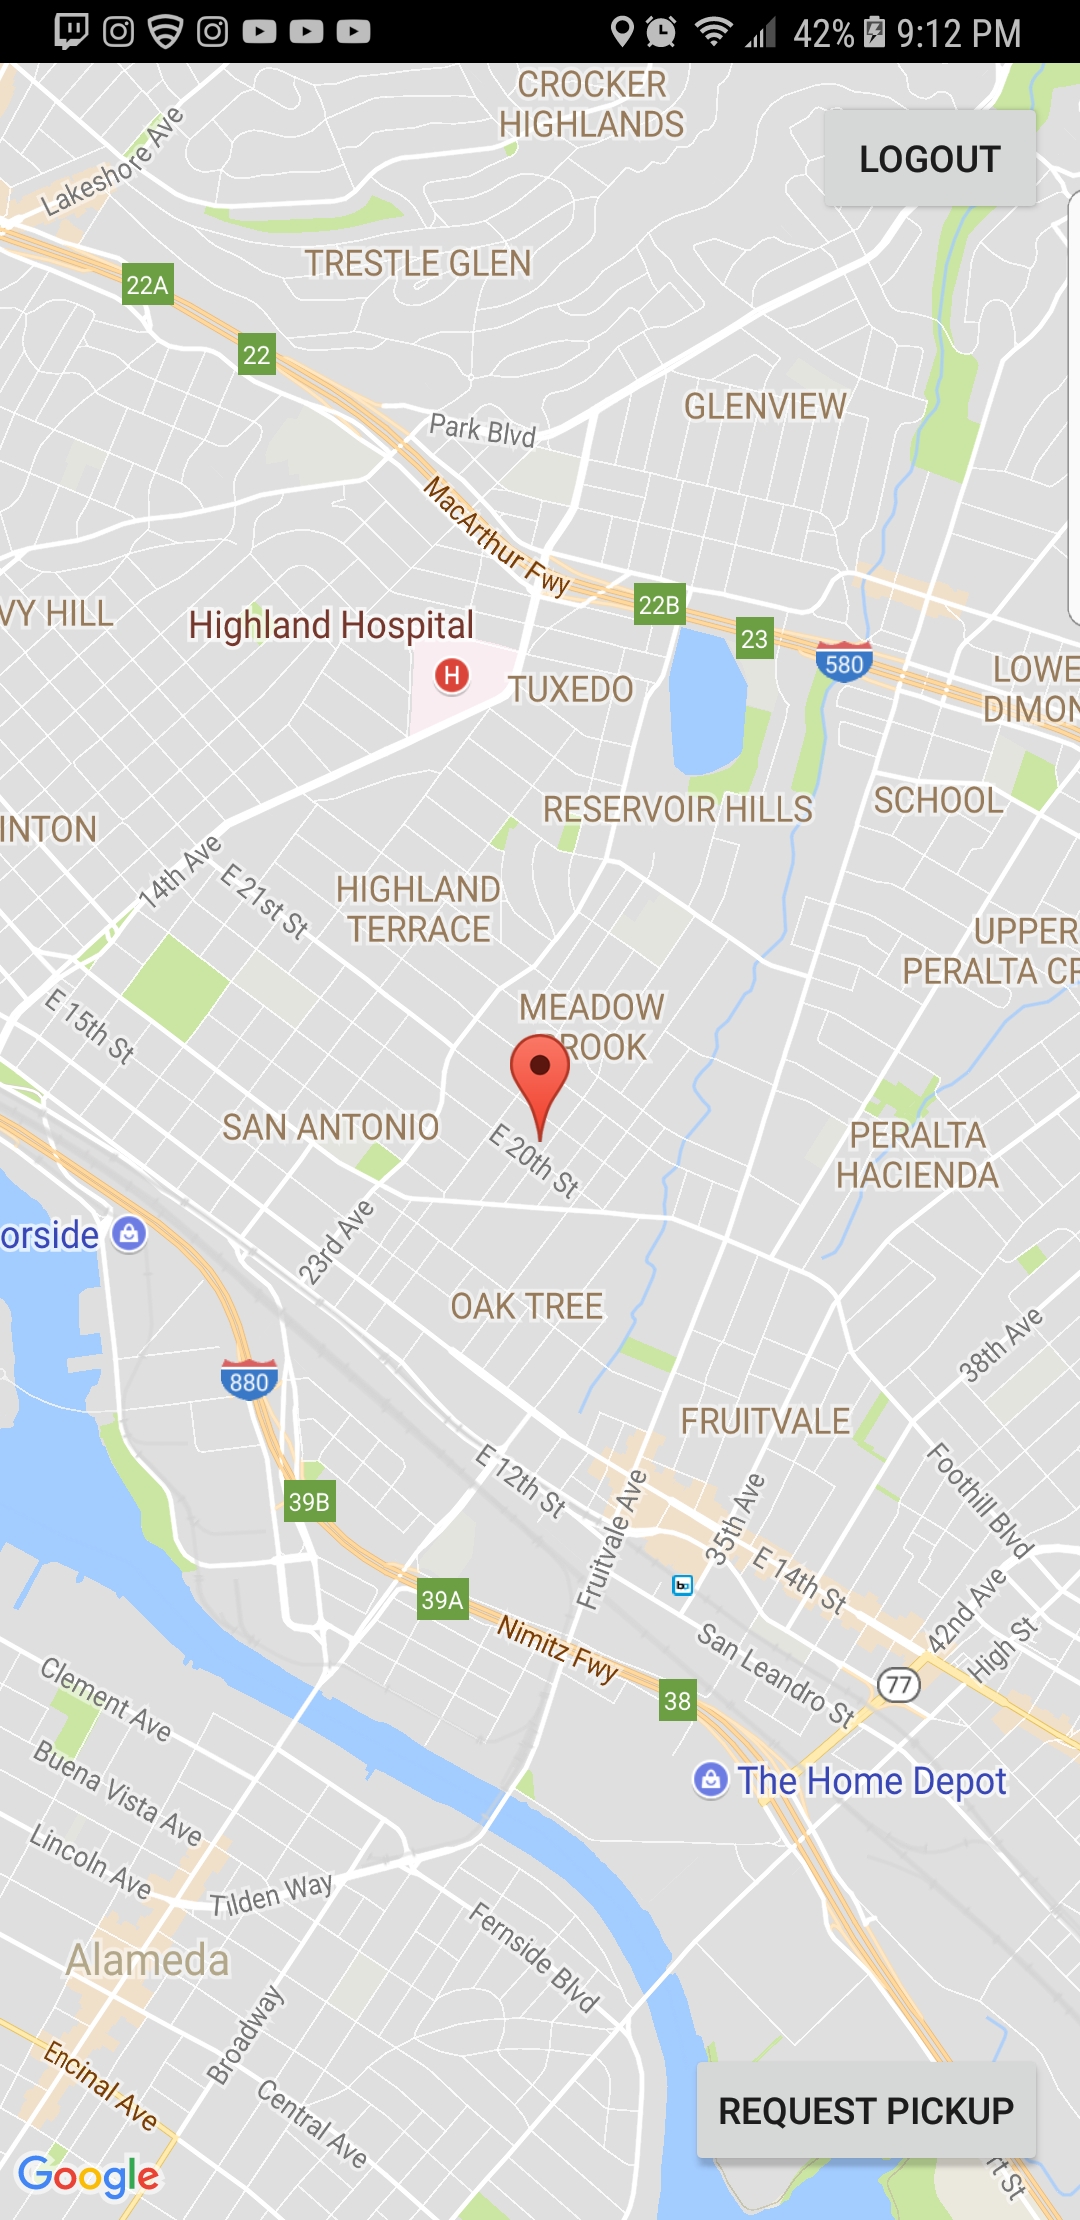 42% 9:12 PM
CROCKER
HIGHLANDS
LOGOUT
Lakeshore Ave
TRESTLE GLEN
22A
22
GLENVIEW
Park Blvd
MacArthur Fwy
22B
VY HILL
Highland Hospital
H
23
580
LOWE
DIMON
TUXEDO
RESERVOIR HILLS
SCHOOL
INTON
14th Ave
E 21st St
HIGHLAND
TERRACE
UPPER
PERALTA CR
E 15th St
MEADOW
ROOK
SAN ANTONIO
E 20th St
PERALTA
HACIENDA
orside
23rd Ave
OAK TREE
38th Ave
880
FRUITVALE
E 12th St
Foothill Blvd
39B
Fruitvale Ave
35th Ave
E 14th St
39A
42nd Ave
Nimitz Fwy
San Leandro St
High St
77
38
Clement Ave
The Home Depot
Buena Vista Ave
Lincoln Ave
Tilden Way
Fernside Blvd
Alameda
Broadway
Encinal Ave
Central Ave
REQUEST PICKUP
rt St
Google